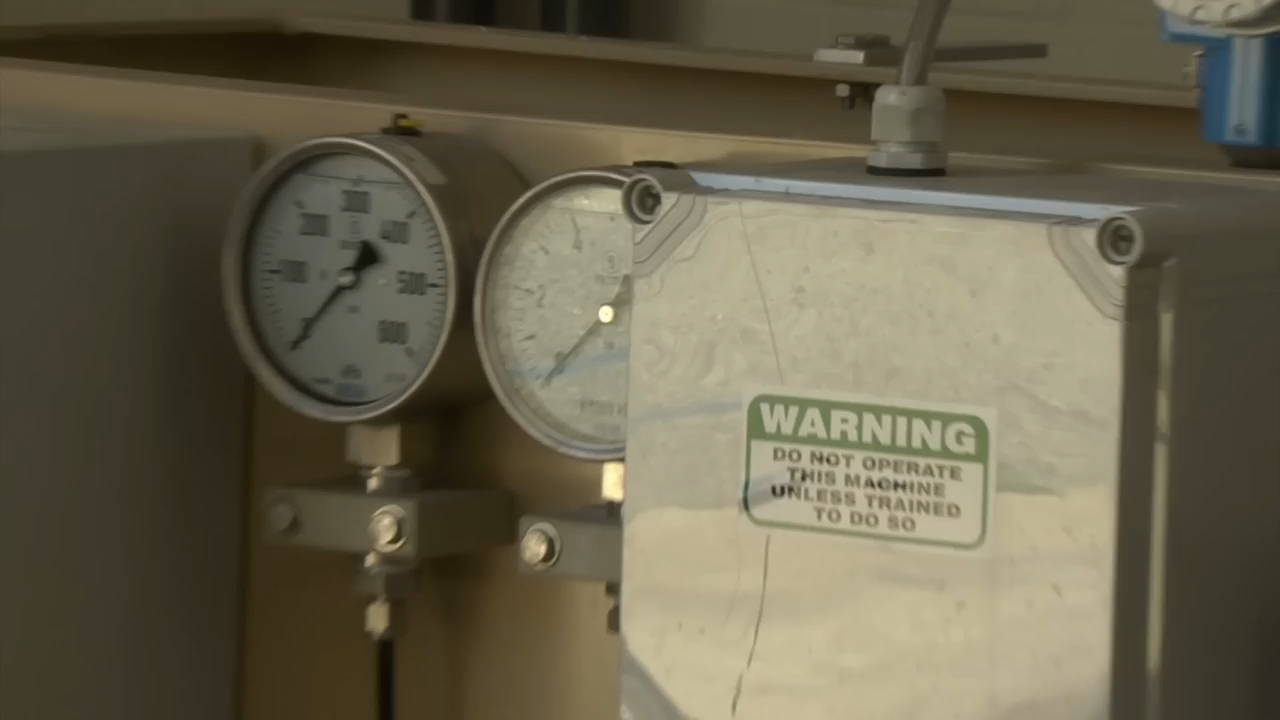 300
200
400
100
500
600
WARNING
DO NOT OPERATE
THIS MACHINE
UNLESS TRAINED
TO DO SO